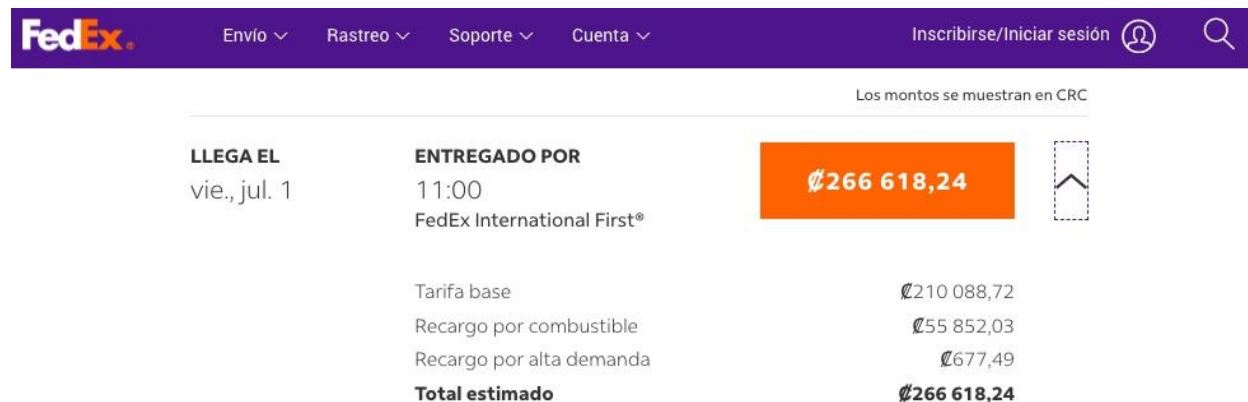 FedEx®
Envío Rastreo Soporte Cuenta Inscribirse/Iniciar sesión
Los montos se muestran en CRC
LLEGA EL ENTREGADO POR
vie., jul. 1 11:00 ₡266 618,24
FedEx International First®
Tarifa base ₡210 088,72
Recargo por combustible ₡55 852,03
Recargo por alta demanda ₡677,49
Total estimado ₡266 618,24